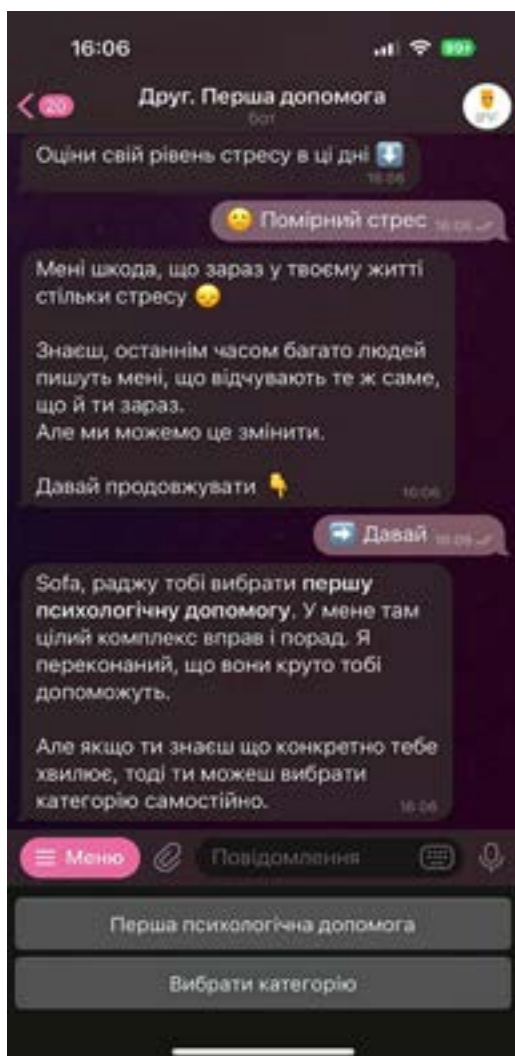 16:06
99+
20
Друг. Перша допомога
бот
Оціни свій рівень стресу в ці дні ⬇️
16:06
😕 Помірний стрес 16:06
Мені шкода, що зараз у твоєму житті
стільки стресу 😞
Знаєш, останнім часом багато людей
пишуть мені, що відчувають те ж саме,
що й ти зараз.
Але ми можемо це змінити.
Давай продовжувати 👇
16:06
➡️ Давай 16:06
Sofa, раджу тобі вибрати першу
психологічну допомогу. У мене там
цілий комплекс вправ і порад. Я
переконаний, що вони круто тобі
допоможуть.
Але якщо ти знаєш що конкретно тебе
хвилює, тоді ти можеш вибрати
категорію самостійно.
16:06
Меню
Повідомлення
Перша психологічна допомога
Вибрати категорію